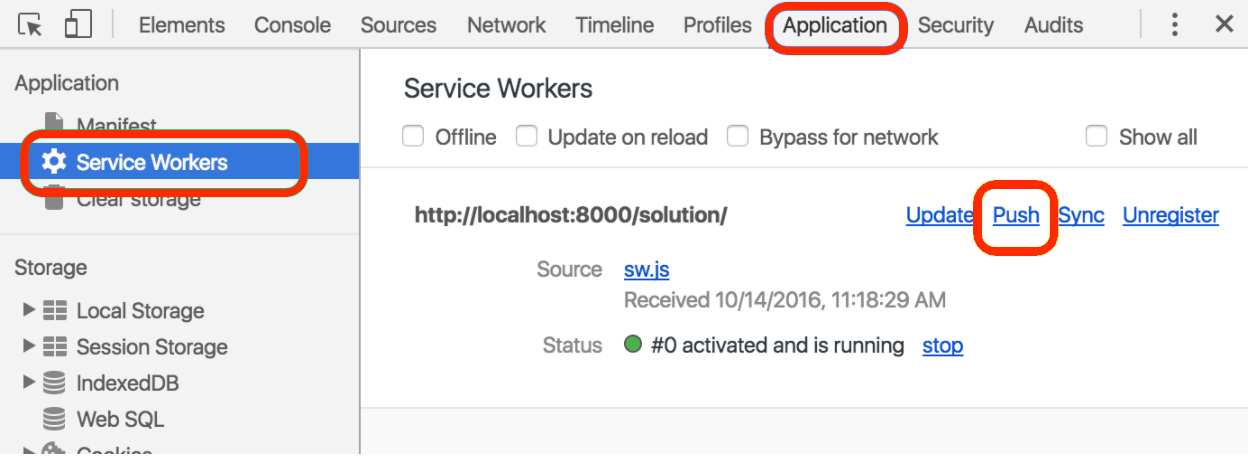 Elements Console Sources Network Timeline Profiles Application Security Audits
Application
Manifest
Service Workers
Clear storage
Storage
Local Storage
Session Storage
IndexedDB
Web SQL
Cookies
Service Workers
Offline Update on reload Bypass for network Show all
http://localhost:8000/solution/ Update Push Sync Unregister
Source sw.js
Received 10/14/2016, 11:18:29 AM
Status #0 activated and is running stop